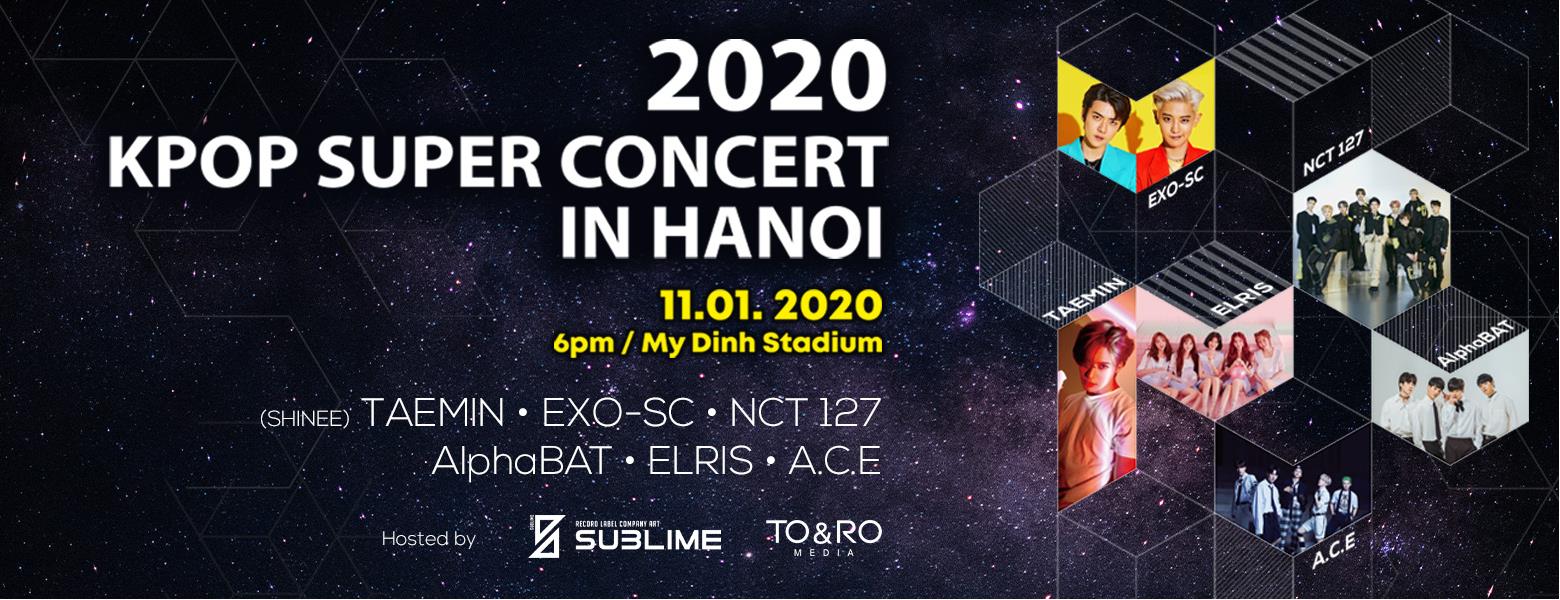 2020
KPOP SUPER CONCERT
IN HANOI
11.01. 2020
6pm / My Dinh Stadium
(SHINEE) TAEMIN • EXO-SC • NCT 127
AlphaBAT • ELRIS • A.C.E
Hosted by
RECORD LABEL COMPANY ART
SUBLIME
TO&RO
MEDIA
EXO-SC
NCT 127
TAEMIN
ELRIS
AlphaBAT
A.C.E